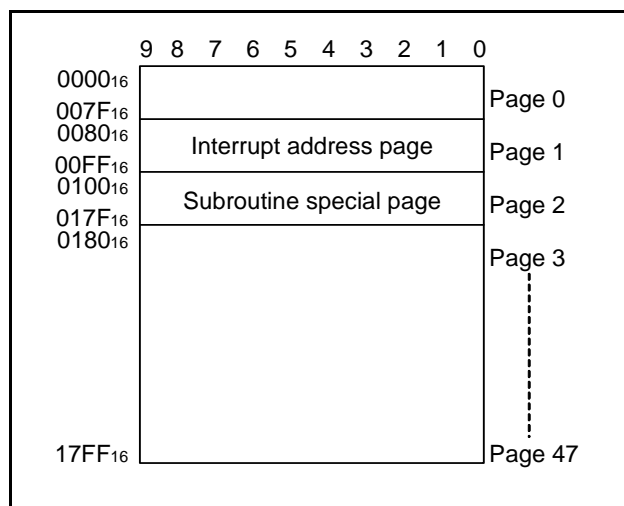 9 8 7 6 5 4 3 2 1 0
0000₁₆
Page 0
007F₁₆
0080₁₆
Interrupt address page
Page 1
00FF₁₆
0100₁₆
Subroutine special page
Page 2
017F₁₆
0180₁₆
Page 3
17FF₁₆
Page 47